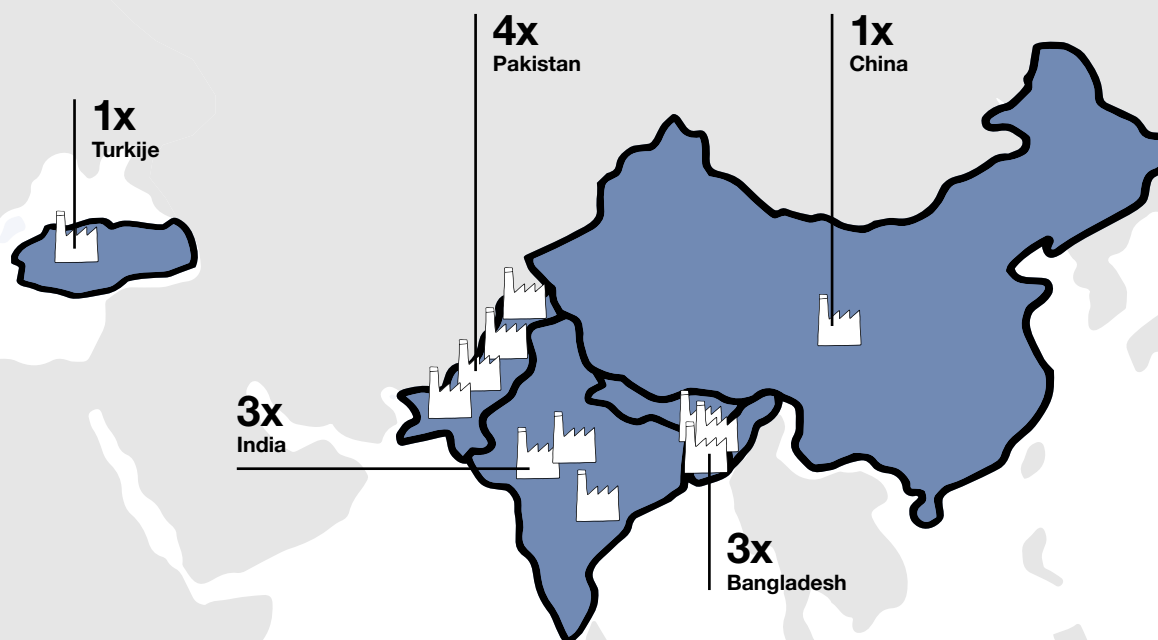 4x
Pakistan
1x
China
1x
Turkije
3x
India
3x
Bangladesh